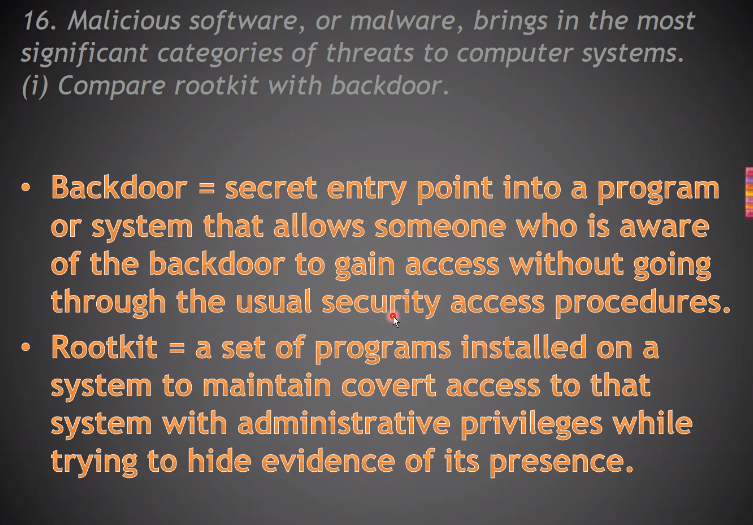 16. Malicious software, or malware, brings in the most
significant categories of threats to computer systems.
(i) Compare rootkit with backdoor.
• Backdoor = secret entry point into a program
or system that allows someone who is aware
of the backdoor to gain access without going
through the usual security access procedures.
• Rootkit = a set of programs installed on a
system to maintain covert access to that
system with administrative privileges while
trying to hide evidence of its presence.